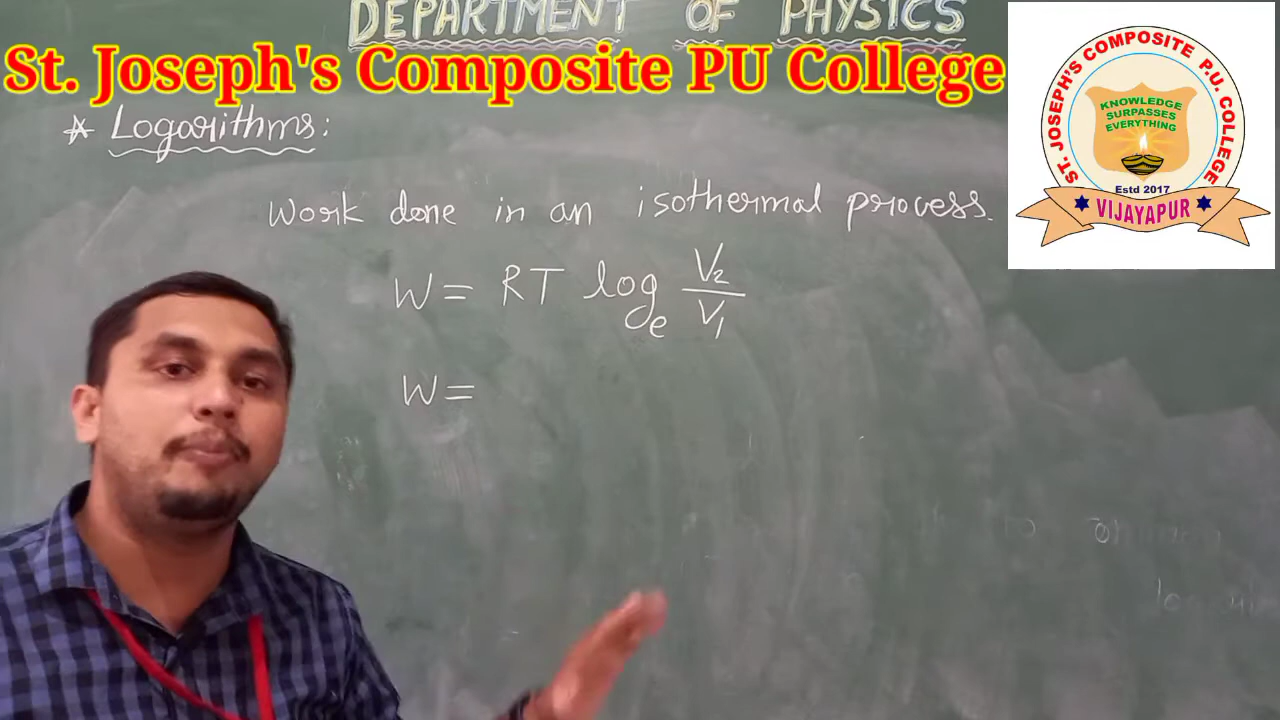 DEPARTMENT OF PHYSICS
St. Joseph's Composite PU College
ST. JOSEPH'S COMPOSITE P.U. COLLEGE
KNOWLEDGE
SURPASSES
EVERYTHING
Estd 2017
VIJAYAPUR
* Logarithms:
Work done in an isothermal process.
W = RT logₑ V₂/V₁
W =